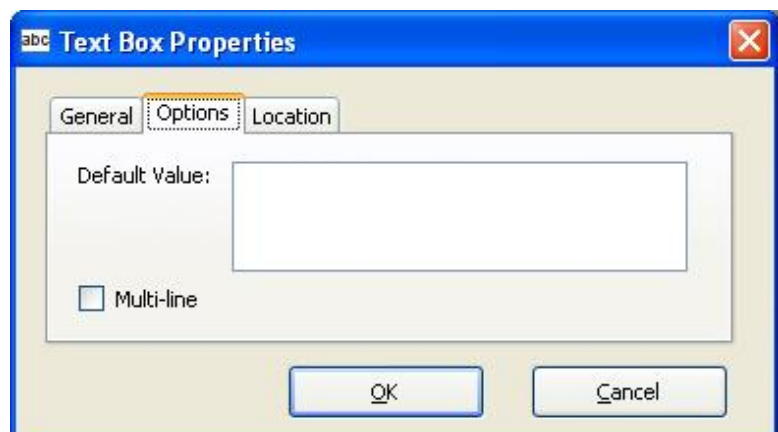 abc Text Box Properties
General Options Location
Default Value:
Multi-line
OK Cancel